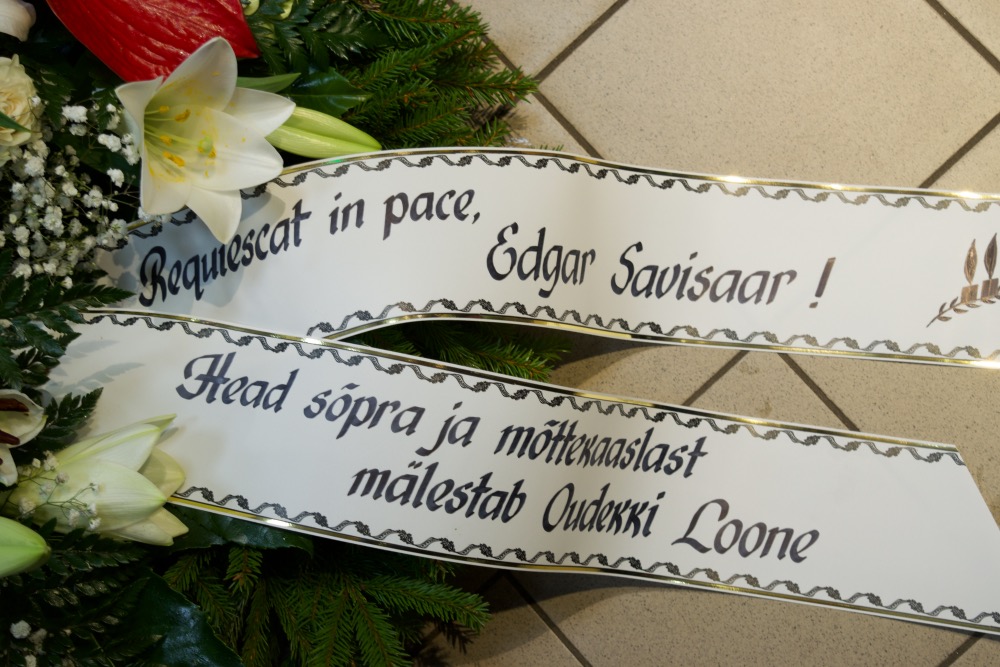 Requiescat in pace,
Edgar Savisaar !
Head sõpra ja mõttekaaslast
mälestab Oudekki Loone